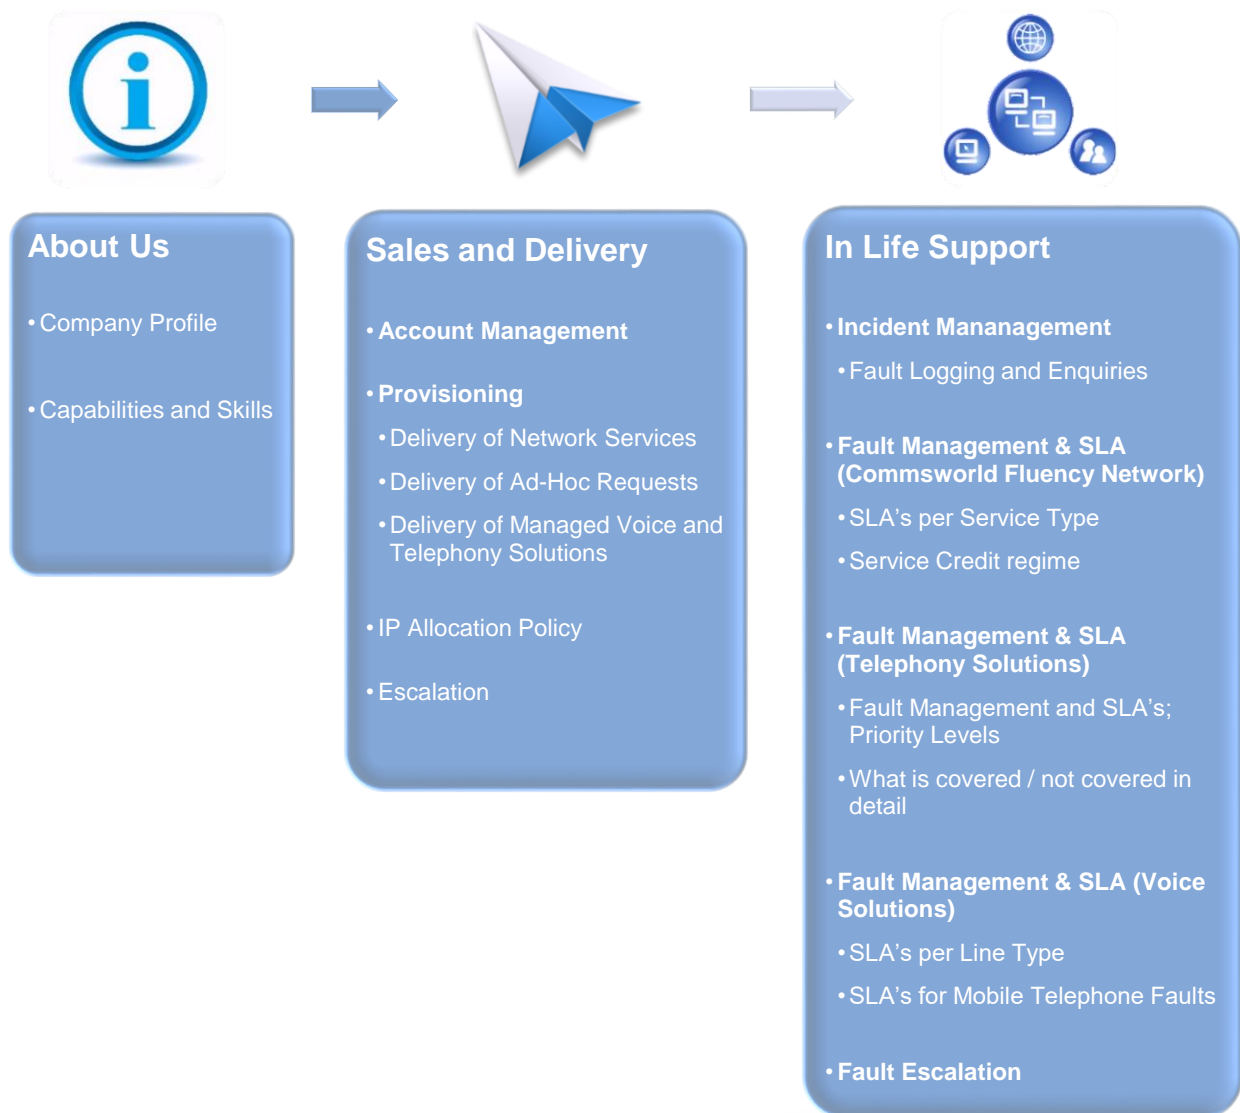 About Us
• Company Profile
• Capabilities and Skills
Sales and Delivery
• Account Management
• Provisioning
• Delivery of Network Services
• Delivery of Ad-Hoc Requests
• Delivery of Managed Voice and
Telephony Solutions
• IP Allocation Policy
• Escalation
In Life Support
• Incident Mananagement
• Fault Logging and Enquiries
• Fault Management & SLA
(Commsworld Fluency Network)
• SLA’s per Service Type
• Service Credit regime
• Fault Management & SLA
(Telephony Solutions)
• Fault Management and SLA’s;
Priority Levels
• What is covered / not covered in
detail
• Fault Management & SLA (Voice
Solutions)
• SLA’s per Line Type
• SLA’s for Mobile Telephone Faults
• Fault Escalation